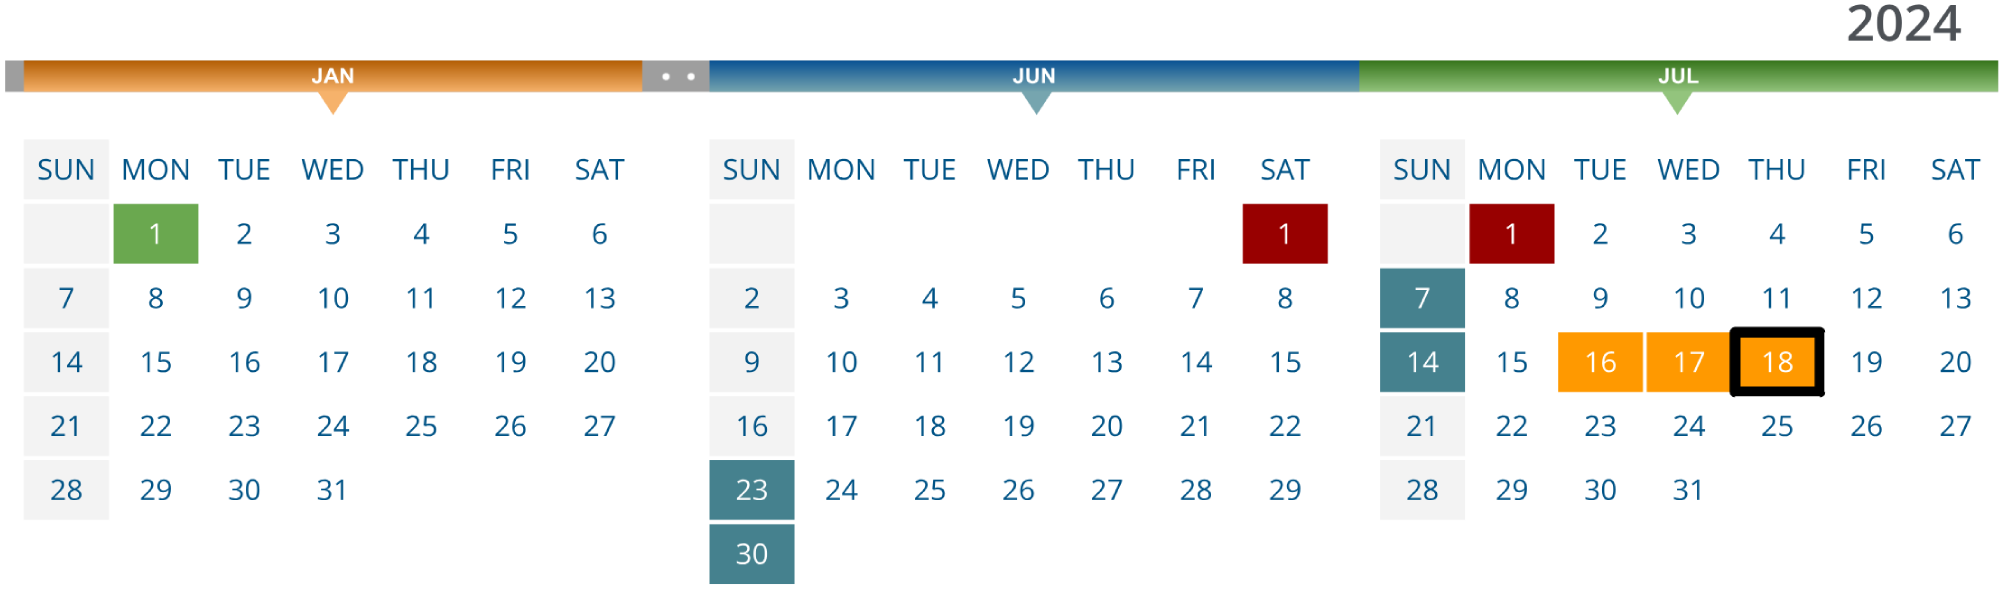 2024
JAN JUN JUL
SUN MON TUE WED THU FRI SAT SUN MON TUE WED THU FRI SAT SUN MON TUE WED THU FRI SAT
1 2 3 4 5 6 1 1 2 3 4 5 6
7 8 9 10 11 12 13 2 3 4 5 6 7 8 7 8 9 10 11 12 13
14 15 16 17 18 19 20 9 10 11 12 13 14 15 14 15 16 17 18 19 20
21 22 23 24 25 26 27 16 17 18 19 20 21 22 21 22 23 24 25 26 27
28 29 30 31 23 24 25 26 27 28 29 28 29 30 31
30